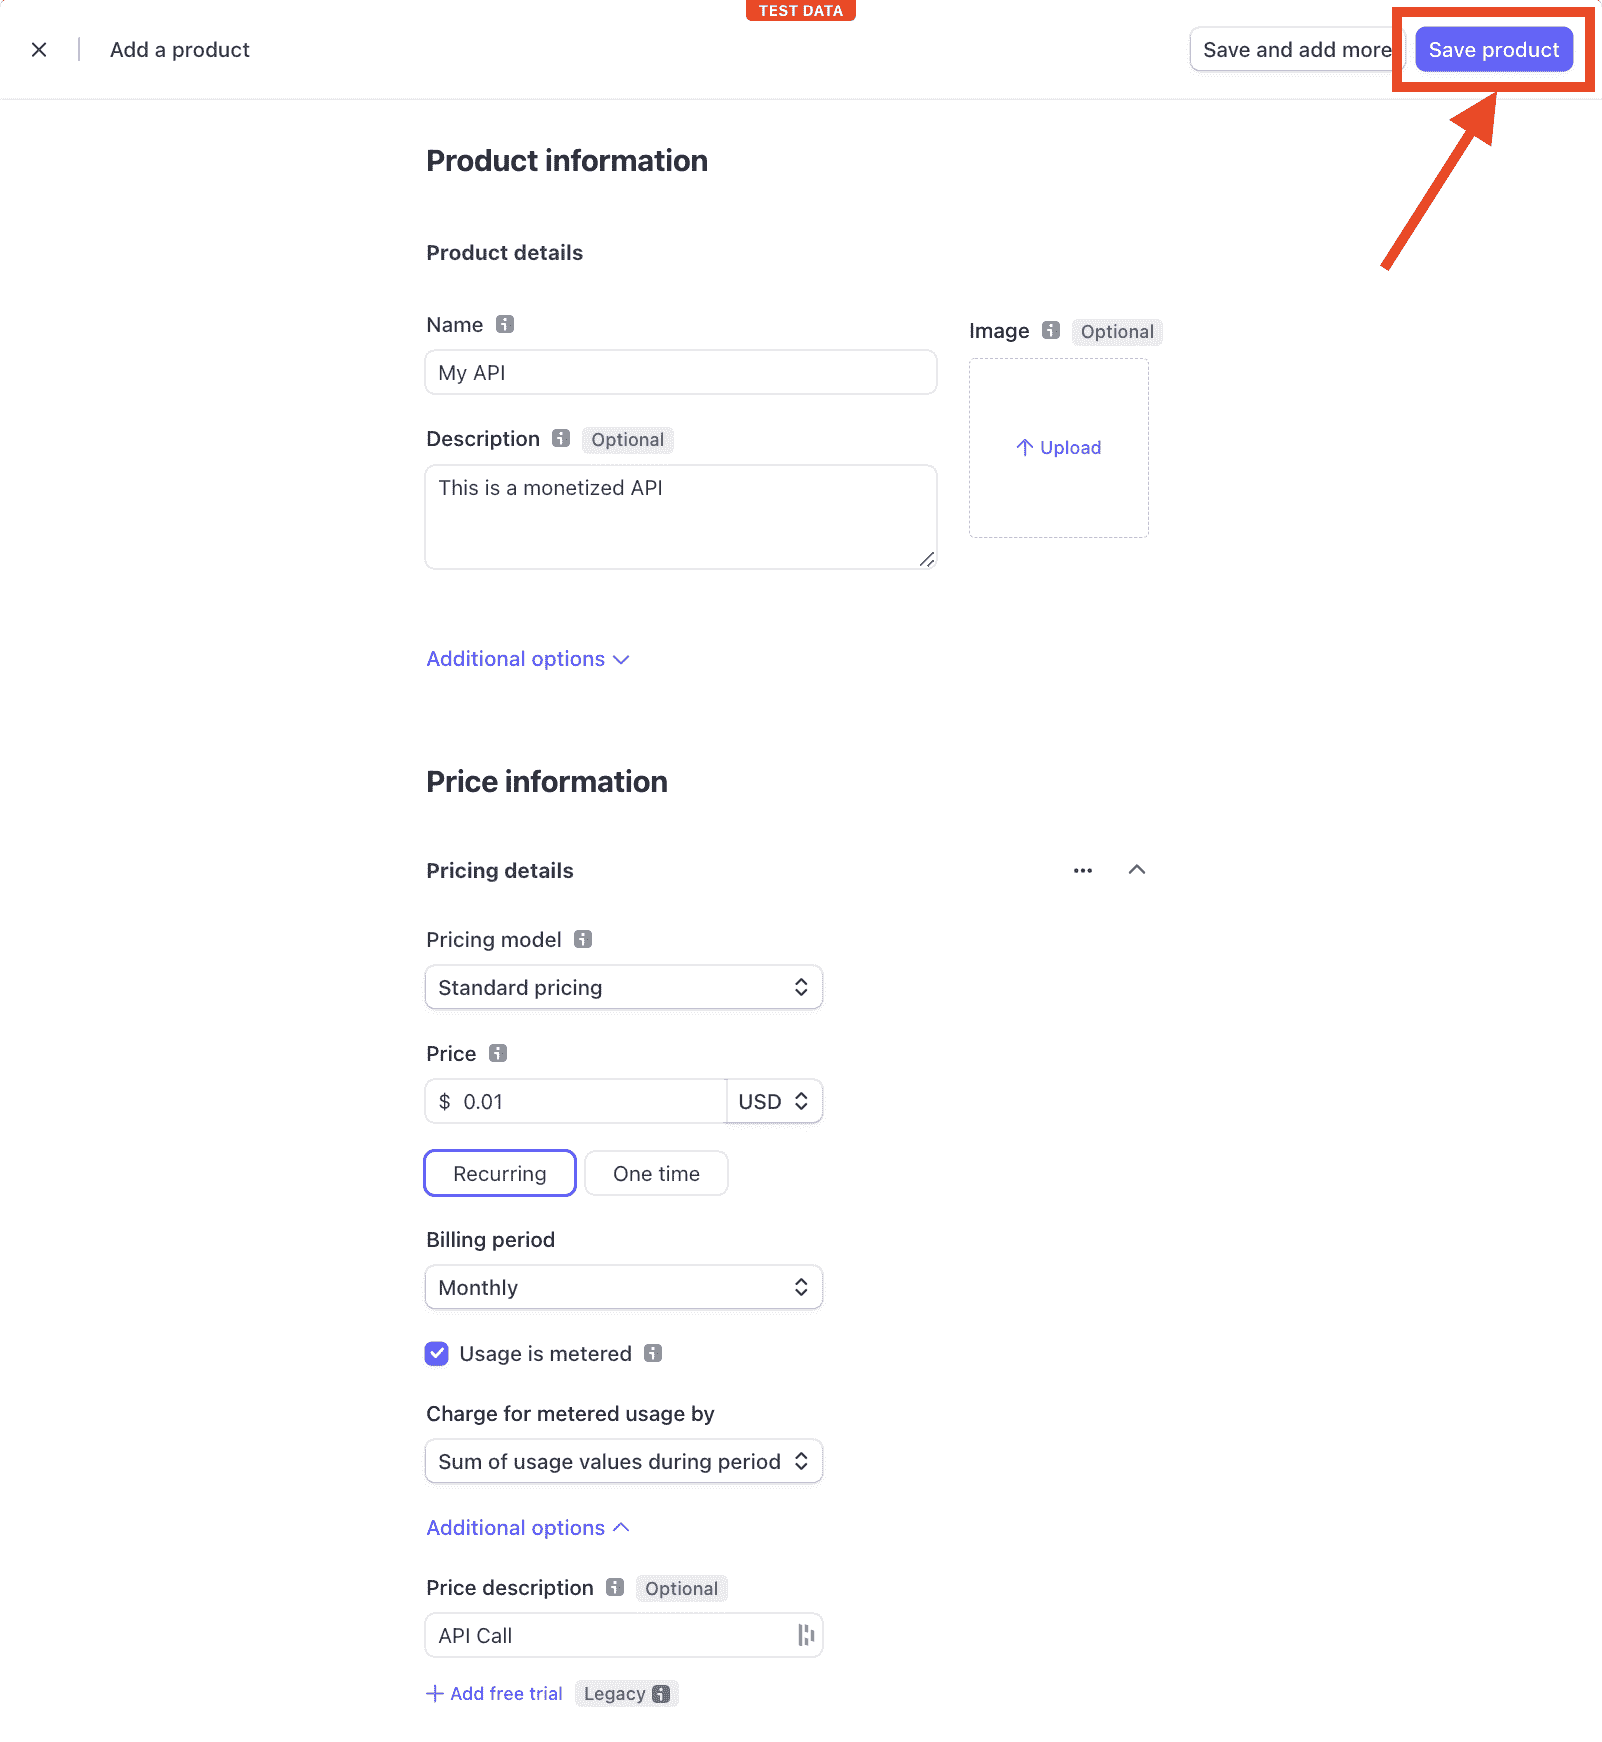 TEST DATA
Add a product
Save and add more
Save product
Product information
Product details
Name
Image Optional
My API
Description Optional
Upload
This is a monetized API
Additional options
Price information
Pricing details
Pricing model
Standard pricing
Price
$ 0.01 USD
Recurring One time
Billing period
Monthly
Usage is metered
Charge for metered usage by
Sum of usage values during period
Additional options
Price description Optional
API Call
Add free trial Legacy